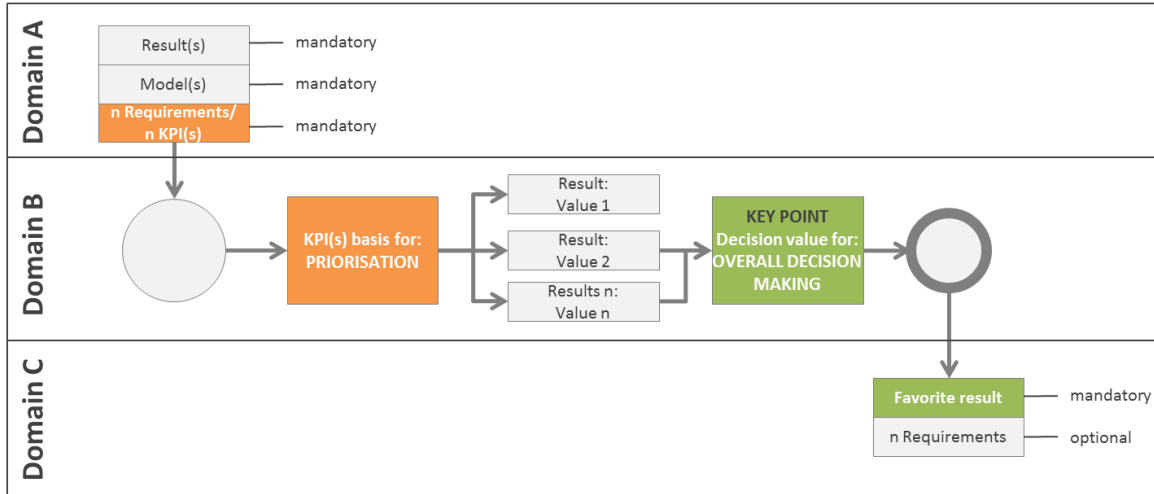 Domain A
Result(s)
mandatory
Model(s)
mandatory
n Requirements/
n KPI(s)
mandatory
Domain B
KPI(s) basis for:
PRIORISATION
Result:
Value 1
Result:
Value 2
Results n:
Value n
KEY POINT
Decision value for:
OVERALL DECISION
MAKING
Domain C
Favorite result
mandatory
n Requirements
optional